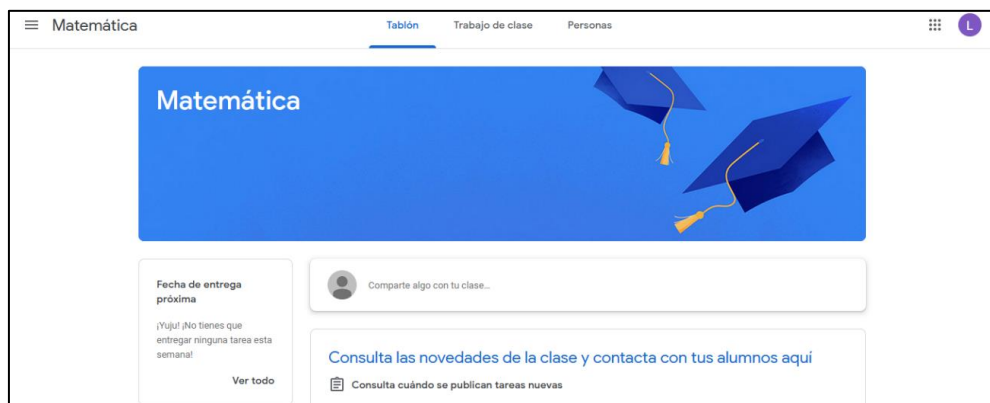 Matemática
Tablón
Trabajo de clase
Personas
L
Matemática
Fecha de entrega
próxima
¡Yuju! ¡No tienes que
entregar ninguna tarea esta
semana!
Ver todo
Comparte algo con tu clase...
Consulta las novedades de la clase y contacta con tus alumnos aquí
Consulta cuándo se publican tareas nuevas